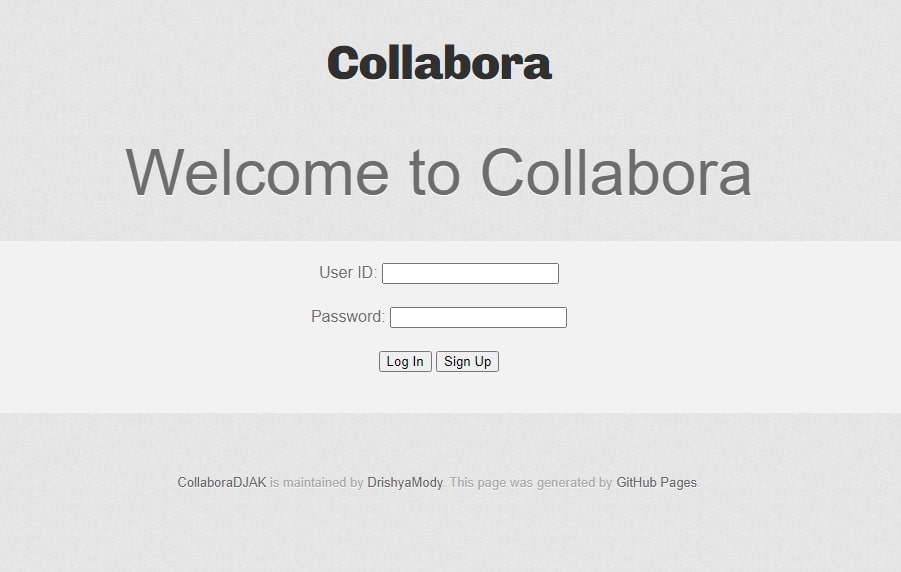 Collabora
Welcome to Collabora
User ID:
Password:
Log In Sign Up
CollaboraDJAK is maintained by DrishyaMody. This page was generated by GitHub Pages.